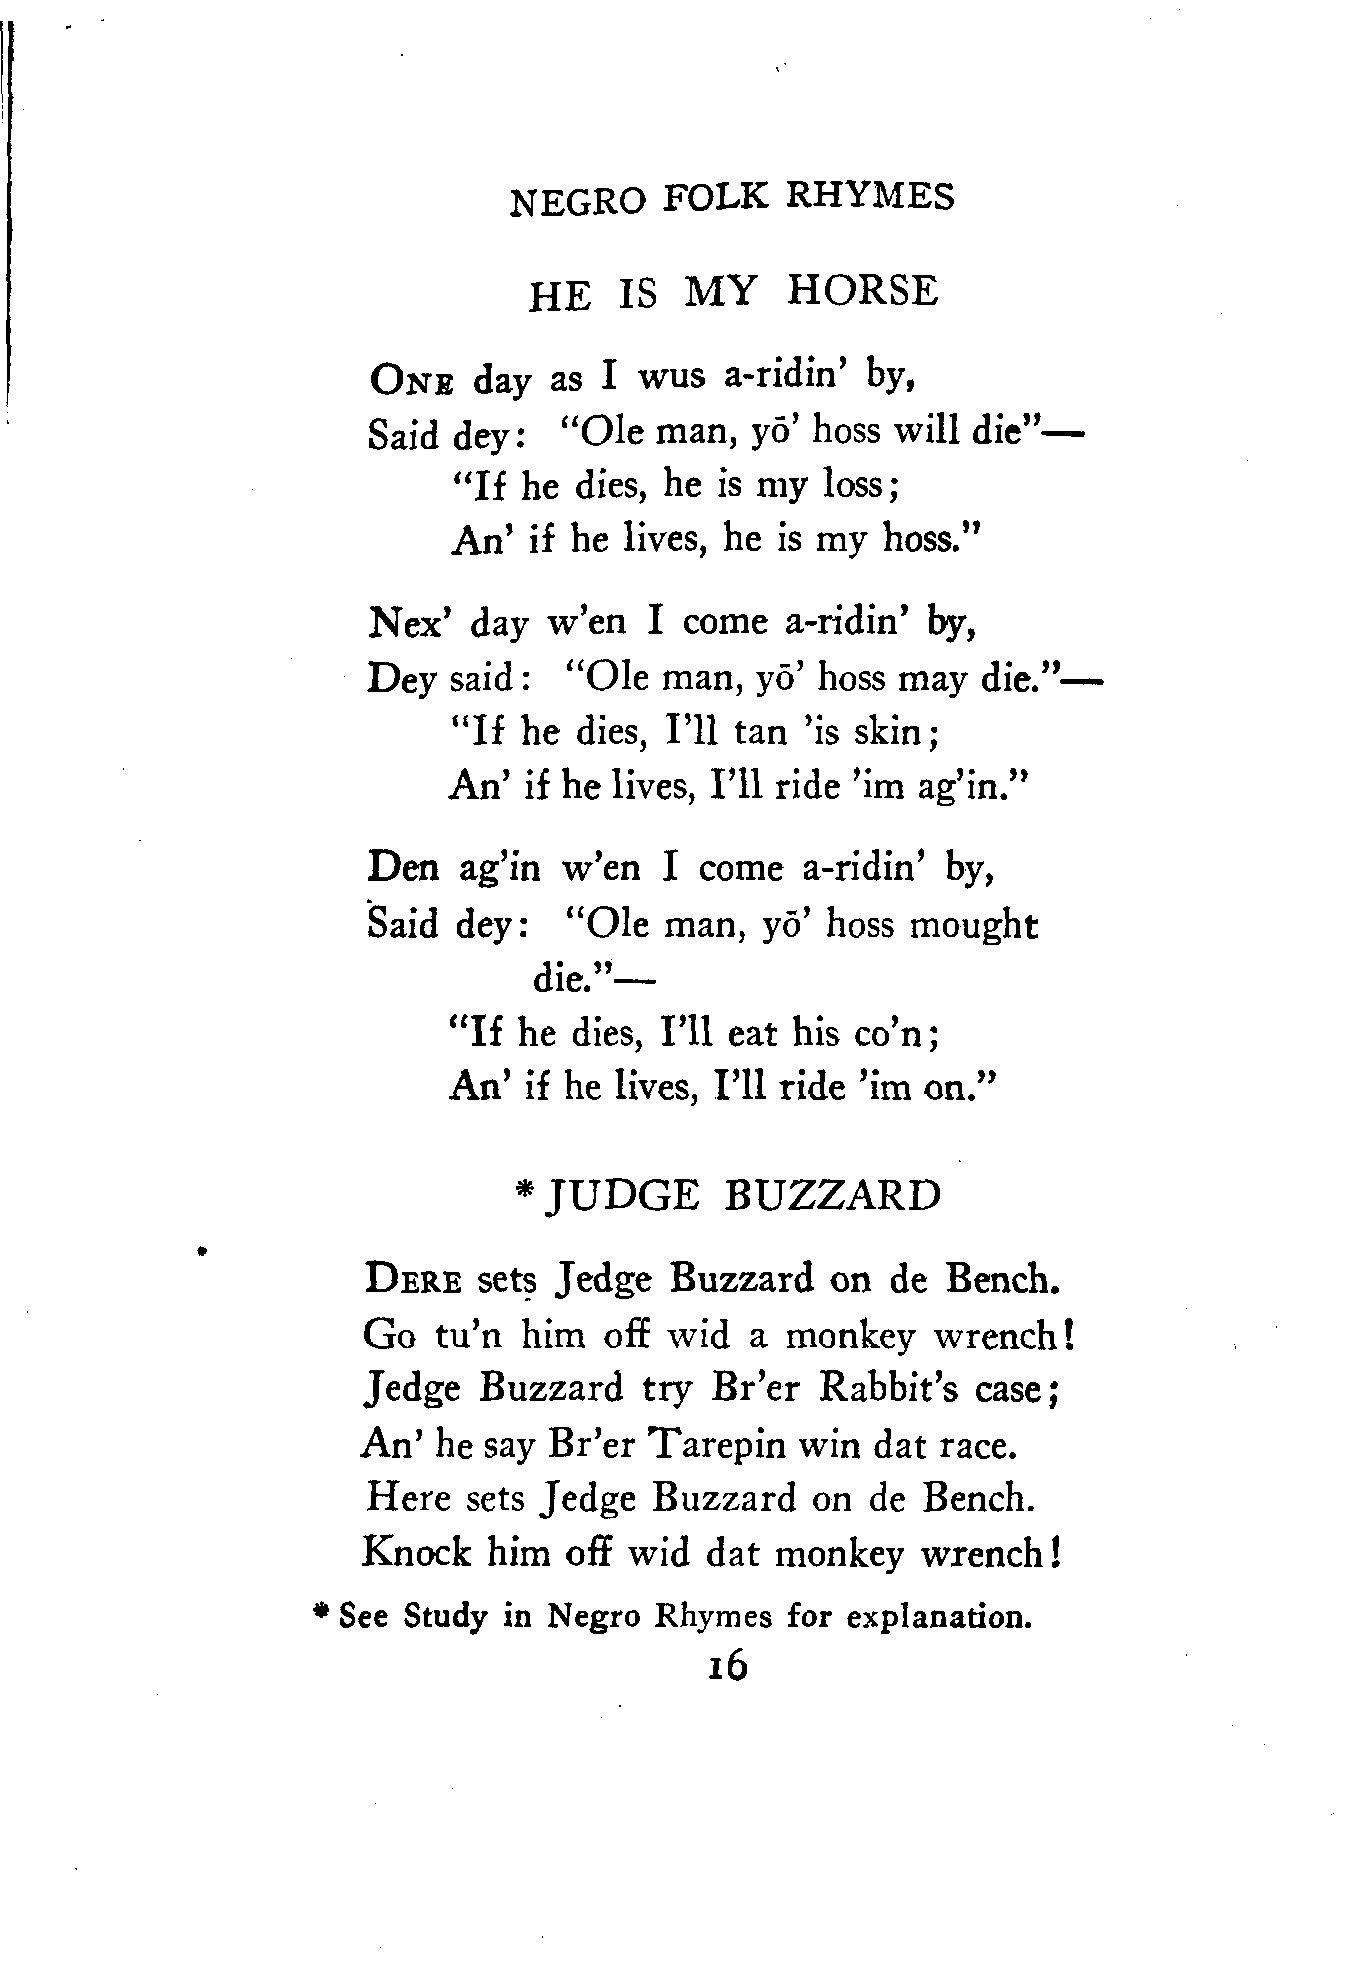 NEGRO FOLK RHYMES
HE IS MY HORSE
ONE day as I wus a-ridin' by,
Said dey: "Ole man, yō' hoss will die"—
"If he dies, he is my loss;
An' if he lives, he is my hoss."
Nex' day w'en I come a-ridin' by,
Dey said: "Ole man, yō' hoss may die."—
"If he dies, I'll tan 'is skin;
An' if he lives, I'll ride 'im ag'in."
Den ag'in w'en I come a-ridin' by,
Said dey: "Ole man, yō' hoss mought
die."—
"If he dies, I'll eat his co'n;
An' if he lives, I'll ride 'im on."
* JUDGE BUZZARD
DERE sets Jedge Buzzard on de Bench.
Go tu'n him off wid a monkey wrench!
Jedge Buzzard try Br'er Rabbit's case;
An' he say Br'er Tarepin win dat race.
Here sets Jedge Buzzard on de Bench.
Knock him off wid dat monkey wrench!
* See Study in Negro Rhymes for explanation.
16